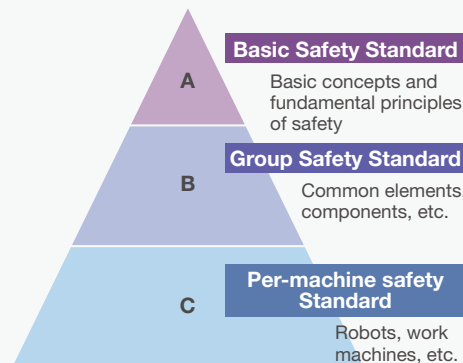 A
Basic Safety Standard
Basic concepts and
fundamental principles
of safety
B
Group Safety Standard
Common elements,
components, etc.
C
Per-machine safety
Standard
Robots, work
machines, etc.